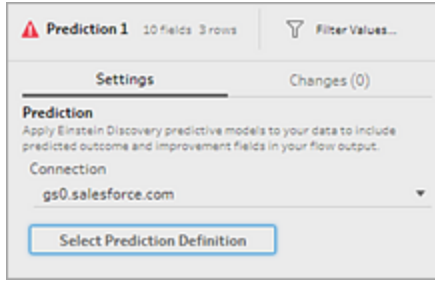 Prediction 1 10 fields 3 rows Filter Values...
Settings Changes (0)
Prediction
Apply Einstein Discovery predictive models to your data to include
predicted outcome and improvement fields in your flow output.
Connection
gs0.salesforce.com
Select Prediction Definition